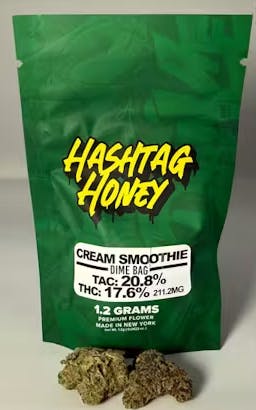 HASHTAG
HONEY
CREAM SMOOTHIE
DIME BAG
TAC: 20.8%
THC: 17.6% 211.2MG
1.2 GRAMS
PREMIUM FLOWER
MADE IN NEW YORK